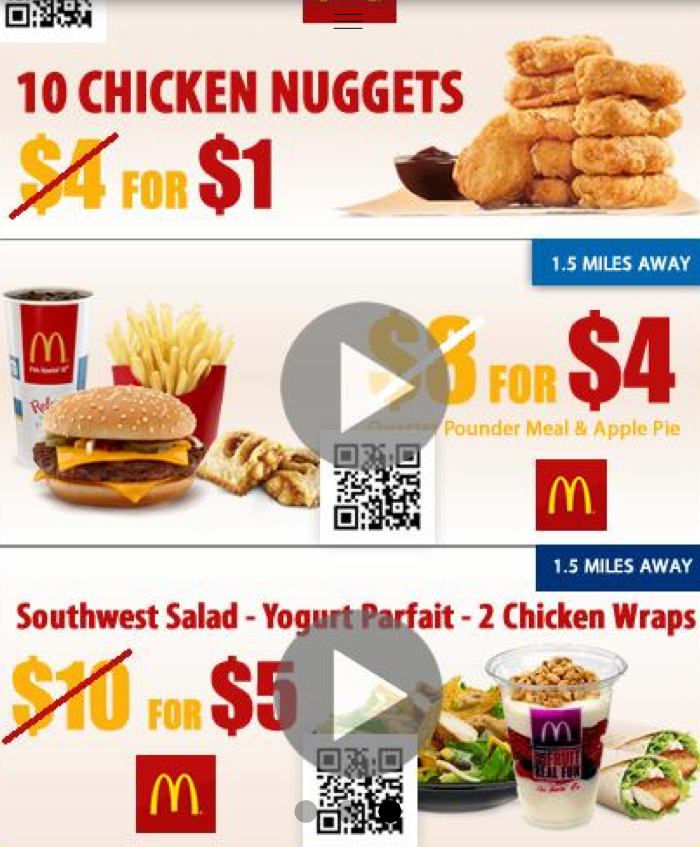 10 CHICKEN NUGGETS
$4 FOR $1
1.5 MILES AWAY
$8 FOR $4
Quarter Pounder Meal & Apple Pie
1.5 MILES AWAY
Southwest Salad - Yogurt Parfait - 2 Chicken Wraps
$10 FOR $5